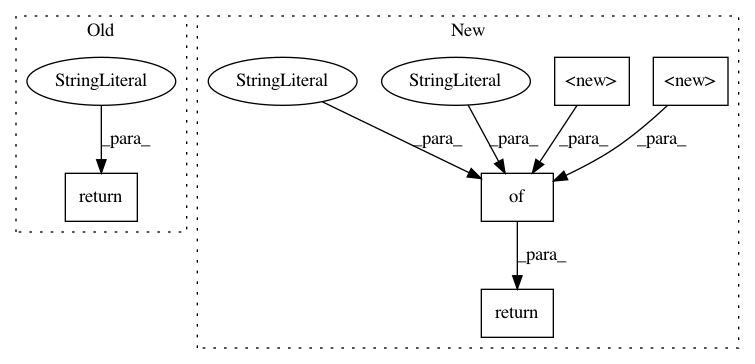 Old
New
StringLiteral
StringLiteral
StringLiteral
<new>
<new>
_para_
_para_
_para_
_para_
_para_
return
of
_para_
return